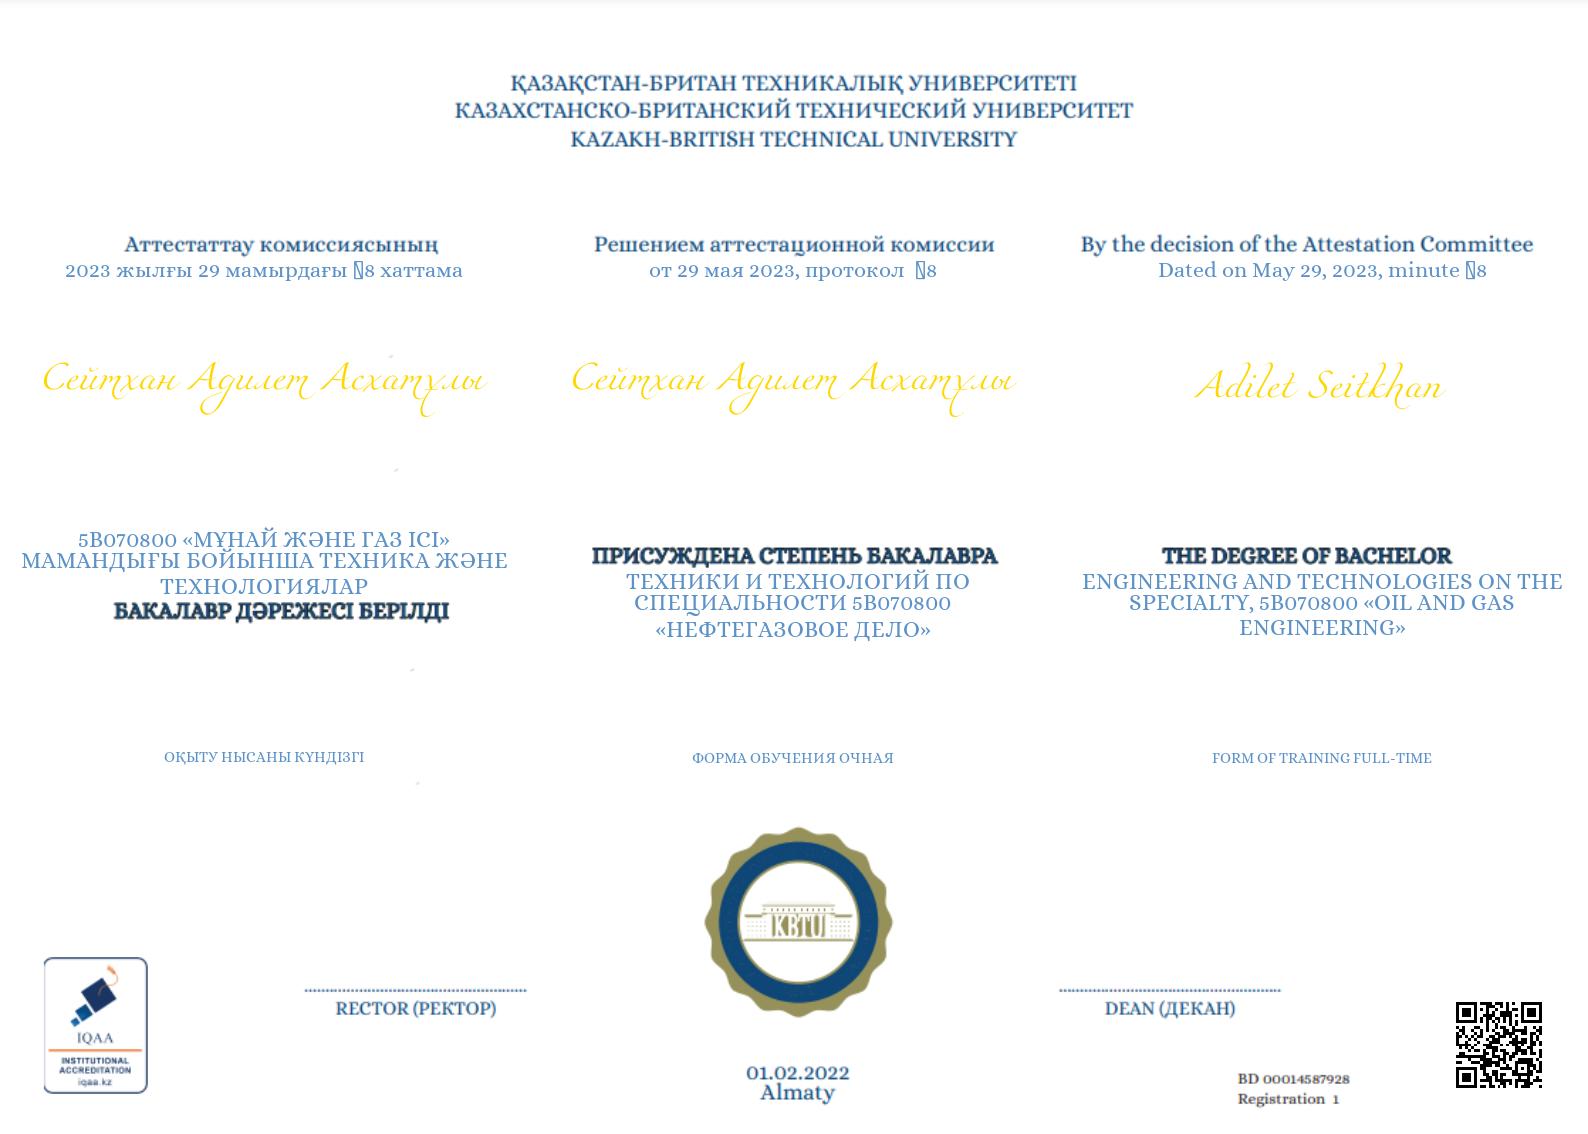 ҚАЗАҚСТАН-БРИТАН ТЕХНИКАЛЫҚ УНИВЕРСИТЕТІ
КАЗАХСТАНСКО-БРИТАНСКИЙ ТЕХНИЧЕСКИЙ УНИВЕРСИТЕТ
KAZAKH-BRITISH TECHNICAL UNIVERSITY
Аттестаттау комиссиясының
2023 жылғы 29 мамырдағы 8 хаттама
Решением аттестационной комиссии
от 29 мая 2023, протокол 8
By the decision of the Attestation Committee
Dated on May 29, 2023, minute 8
Сейтхан Адилет Асхатұлы
Сейтхан Адилет Асхатұлы
Adilet Seitkhan
5В070800 «МҰНАЙ ЖӘНЕ ГАЗ ІСІ»
МАМАНДЫҒЫ БОЙЫНША ТЕХНИКА ЖӘНЕ
ТЕХНОЛОГИЯЛАР
БАКАЛАВР ДӘРЕЖЕСІ БЕРІЛДІ
ПРИСУЖДЕНА СТЕПЕНЬ БАКАЛАВРА
ТЕХНИКИ И ТЕХНОЛОГИЙ ПО
СПЕЦИАЛЬНОСТИ 5В070800
«НЕФТЕГАЗОВОЕ ДЕЛО»
THE DEGREE OF BACHELOR
ENGINEERING AND TECHNOLOGIES ON THE
SPECIALTY, 5B070800 «OIL AND GAS
ENGINEERING»
ОҚЫТУ НЫСАНЫ КҮНДІЗГІ
ФОРМА ОБУЧЕНИЯ ОЧНАЯ
FORM OF TRAINING FULL-TIME
KBTU
IQAA
INSTITUTIONAL
ACCREDITATION
iqaa.kz
RECTOR (РЕКТОР)
DEAN (ДЕКАН)
01.02.2022
Almaty
BD 00014587928
Registration 1